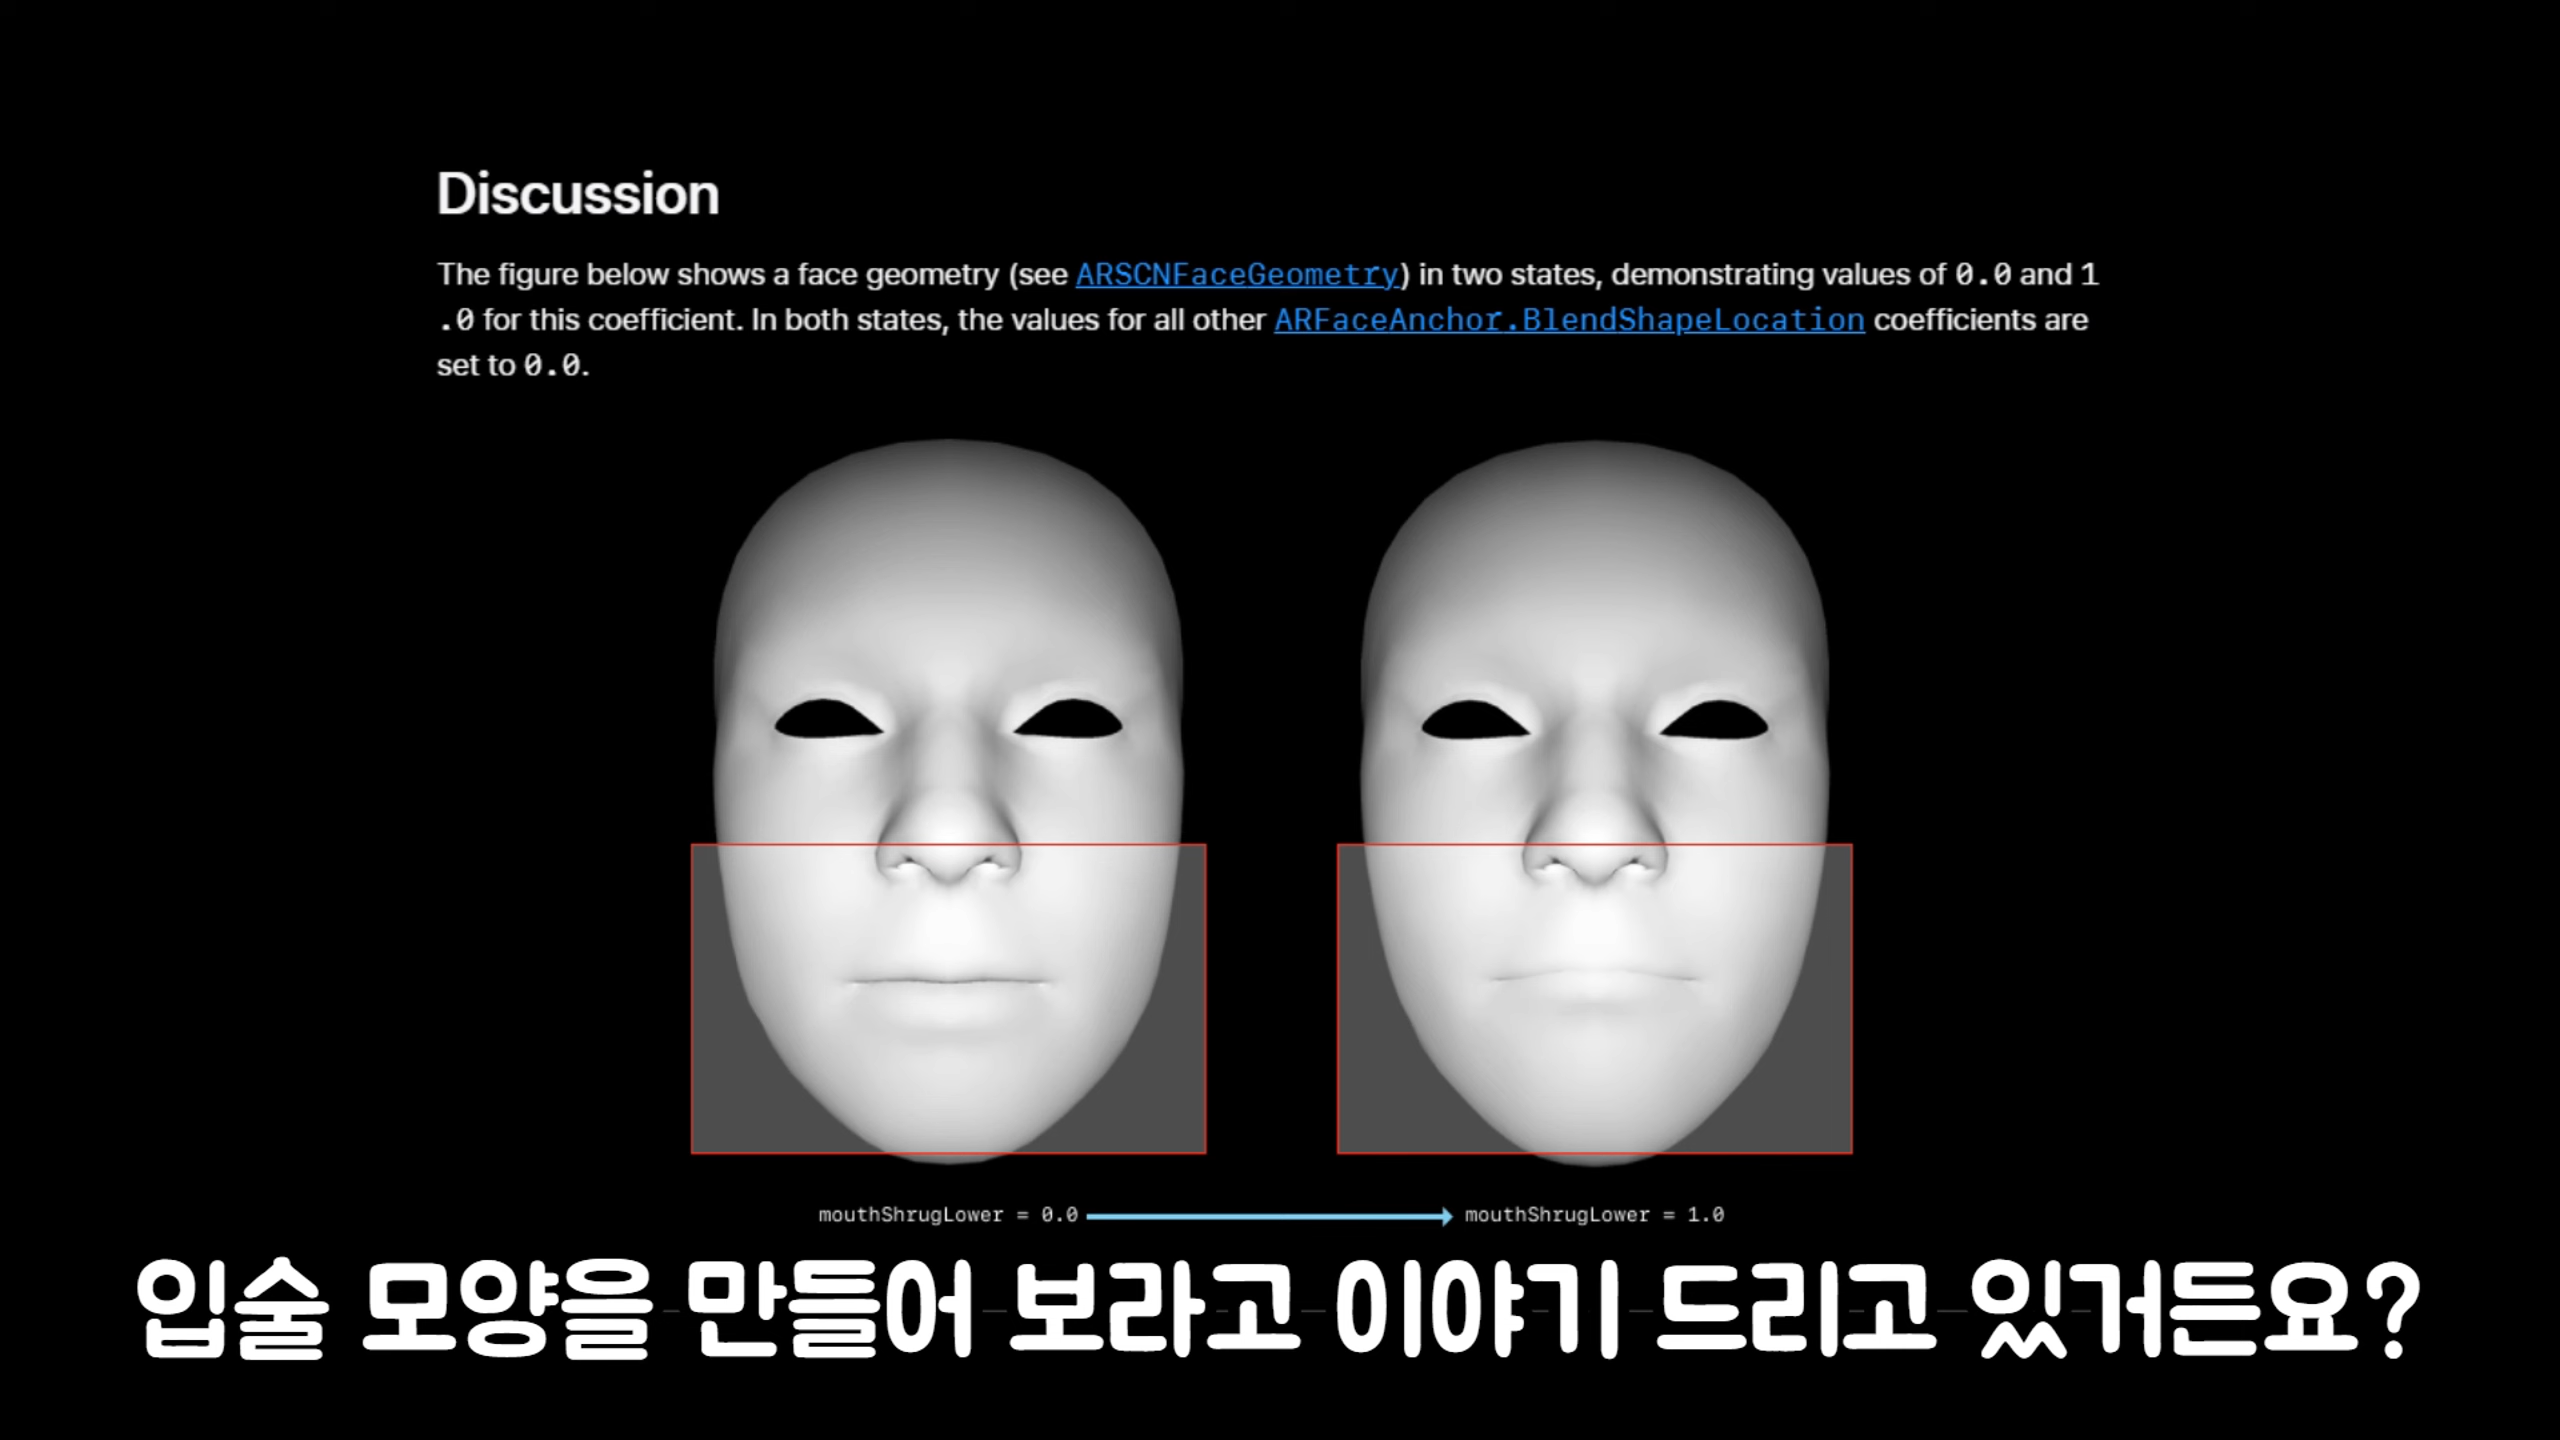 Discussion
The figure below shows a face geometry (see ARSCNFaceGeometry) in two states, demonstrating values of 0.0 and 1
.0 for this coefficient. In both states, the values for all other ARFaceAnchor.BlendShapeLocation coefficients are
set to 0.0.
mouthShrugLower = 0.0 mouthShrugLower = 1.0
입술 모양을 만들어 보라고 이야기 드리고 있거든요?